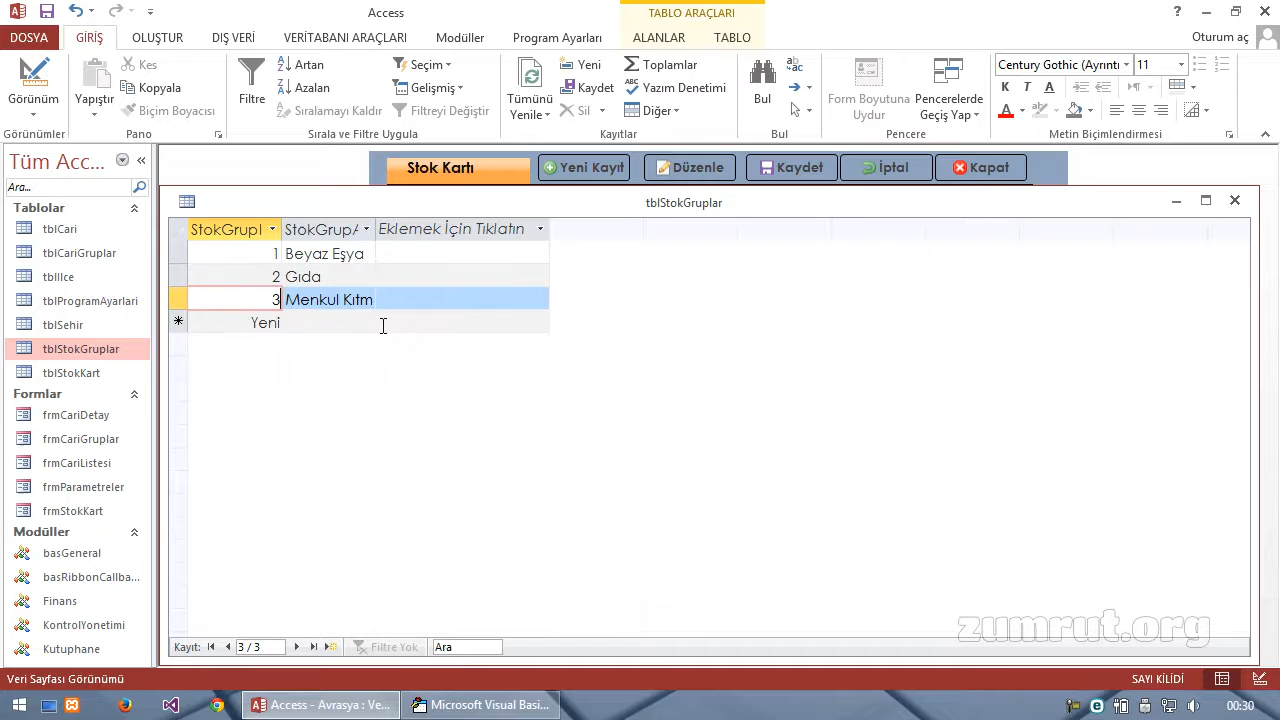 Access
TABLO ARAÇLARI
?
DOSYA
GİRİŞ
OLUŞTUR
DIŞ VERİ
VERİTABANI ARAÇLARI
Modüller
Program Ayarları
ALANLAR
TABLO
Oturum aç
Görünüm
Yapıştır
Kes
Kopyala
Biçim Boyacısı
Filtre
Artan
Azalan
Sıralamayı Kaldır
Seçim
Gelişmiş
Filtreyi Değiştir
Tümünü
Yenile
Yeni
Kaydet
Sil
Toplamlar
Yazım Denetimi
Diğer
Bul
Form Boyutuna
Uydur
Pencerelerde
Geçiş Yap
Century Gothic (Ayrıntı
11
K T A
Görünümler
Pano
Sırala ve Filtre Uygula
Kayıtlar
Bul
Pencere
Metin Biçimlendirme
Tüm Acc...
Ara...
Tablolar
tblCari
tblCariGruplar
tblIlce
tblProgramAyarlari
tblSehir
tblStokGruplar
tblStokKart
Formlar
frmCariDetay
frmCariGruplar
frmCariListesi
frmParametreler
frmStokKart
Modüller
basGeneral
basRibbonCallba...
Finans
KontrolYonetimi
Kutuphane
Stok Kartı
Yeni Kayıt
Düzenle
Kaydet
İptal
Kapat
tblStokGruplar
StokGrupI StokGrupA Eklemek İçin Tıklatın
1 Beyaz Eşya
2 Gıda
3 Menkul Kıtm
Yeni
zumrut.org
Kayıt: 3 / 3
Filtre Yok
Ara
Veri Sayfası Görünümü
SAYI KİLİDİ
Access - Avrasya : Ve...
Microsoft Visual Basi...
00:30